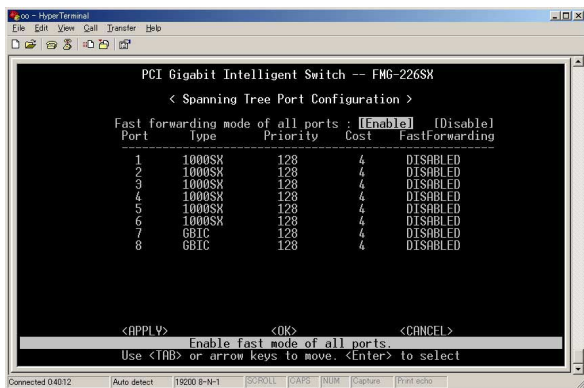 oo - HyperTerminal
File Edit View Call Transfer Help
PCI Gigabit Intelligent Switch -- FMG-226SX
< Spanning Tree Port Configuration >
Fast forwarding mode of all ports : [Enable] [Disable]
Port Type Priority Cost FastForwarding
1 1000SX 128 4 DISABLED
2 1000SX 128 4 DISABLED
3 1000SX 128 4 DISABLED
4 1000SX 128 4 DISABLED
5 1000SX 128 4 DISABLED
6 1000SX 128 4 DISABLED
7 GBIC 128 4 DISABLED
8 GBIC 128 4 DISABLED
<APPLY> <OK> <CANCEL>
Enable fast mode of all ports.
Use <TAB> or arrow keys to move. <Enter> to select
Connected 0:40:12 Auto detect 19200 8-N-1 SCROLL CAPS NUM Capture Print echo